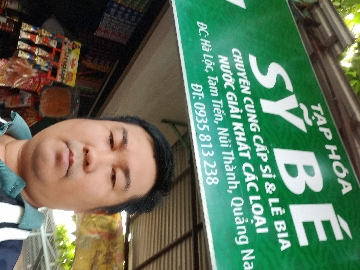 TẠP HÓA
SỸ BÉ
CHUYÊN CUNG CẤP SỈ & LẺ BIA
NƯỚC GIẢI KHÁT CÁC LOẠI
ĐC: Hà Lộc, Tam Tiến, Núi Thành, Quảng Na
ĐT: 0935 813 238